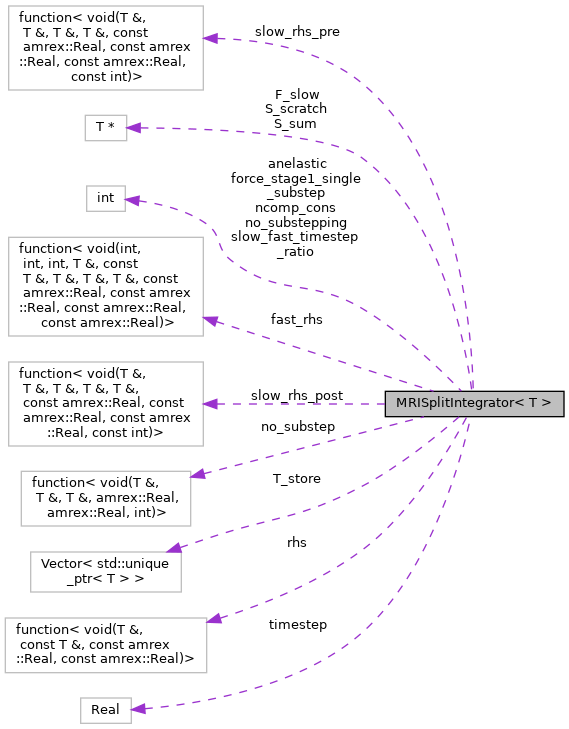 function< void(T &,
T &, T &, T &, const
amrex::Real, const amrex
::Real, const amrex::Real,
const int)>
slow_rhs_pre
T *
F_slow
S_scratch
S_sum
int
anelastic
force_stage1_single
_substep
ncomp_cons
no_substepping
slow_fast_timestep
_ratio
function< void(int,
int, int, T &, const
T &, T &, T &, T &, const
amrex::Real, const amrex
::Real, const amrex::Real,
const amrex::Real)>
fast_rhs
function< void(T &,
T &, T &, T &, T &,
const amrex::Real, const
amrex::Real, const amrex
::Real, const int)>
slow_rhs_post
MRISplitIntegrator< T >
no_substep
function< void(T &,
T &, T &, amrex::Real,
amrex::Real, int)>
T_store
Vector< std::unique
_ptr< T > >
rhs
function< void(T &,
const T &, const amrex
::Real, const amrex::Real)>
timestep
Real